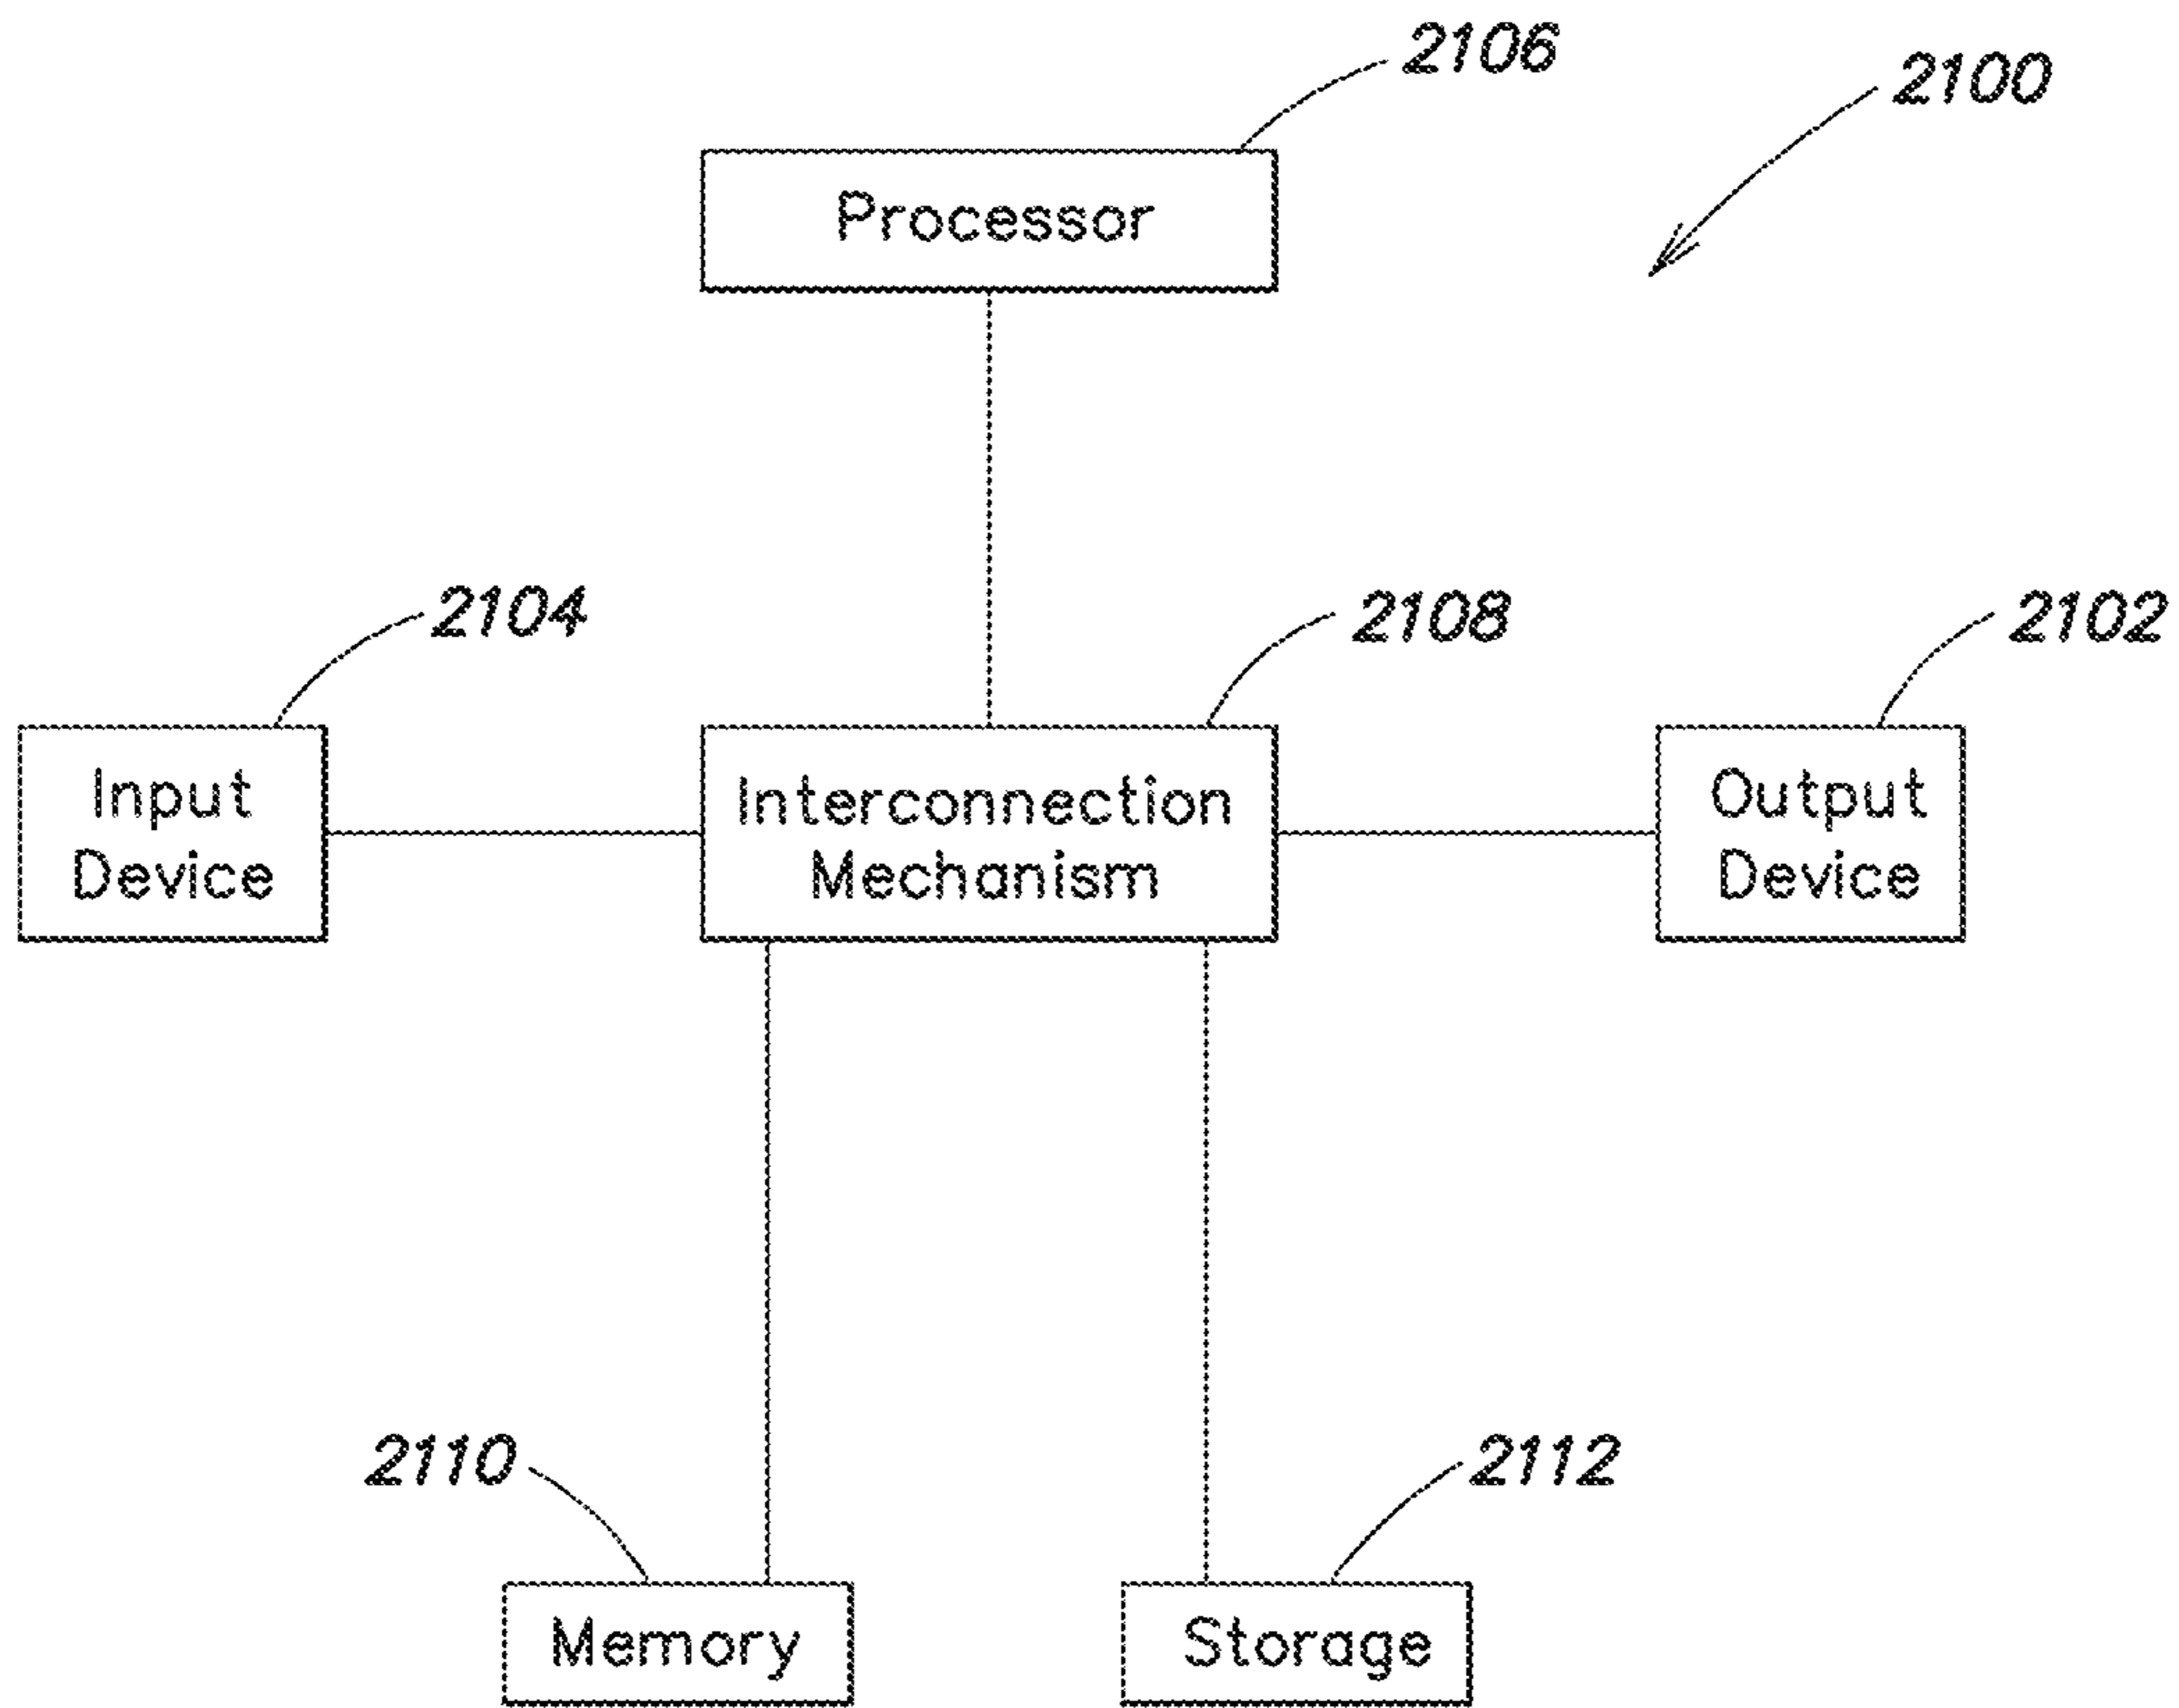 2106
2100
Processor
2104
2108
2102
Input
Device
Interconnection
Mechanism
Output
Device
2110
2112
Memory
Storage